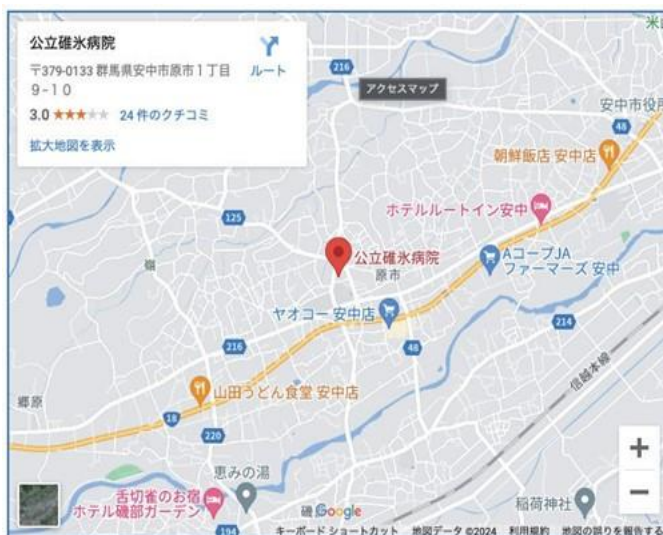 公立碓氷病院
ルート
〒379-0133 群馬県安中市原市１丁目
９−１０
3.0 ★★★★★ 24 件のクチコミ
拡大地図を表示
216
アクセスマップ
安中市役所
48
朝鮮飯店 安中店
ホテルルートイン安中
125
嶺
公立碓氷病院
原市
AコープJA
ファーマーズ 安中
ヤオコー 安中店
214
216
48
信越本線
山田うどん食堂 安中店
郷原
18
220
恵みの湯
舌切雀のお宿
ホテル磯部ガーデン
194
磯
Google
稲荷神社
+
−
キーボード ショートカット 地図データ ©2024 利用規約 地図の誤りを報告する